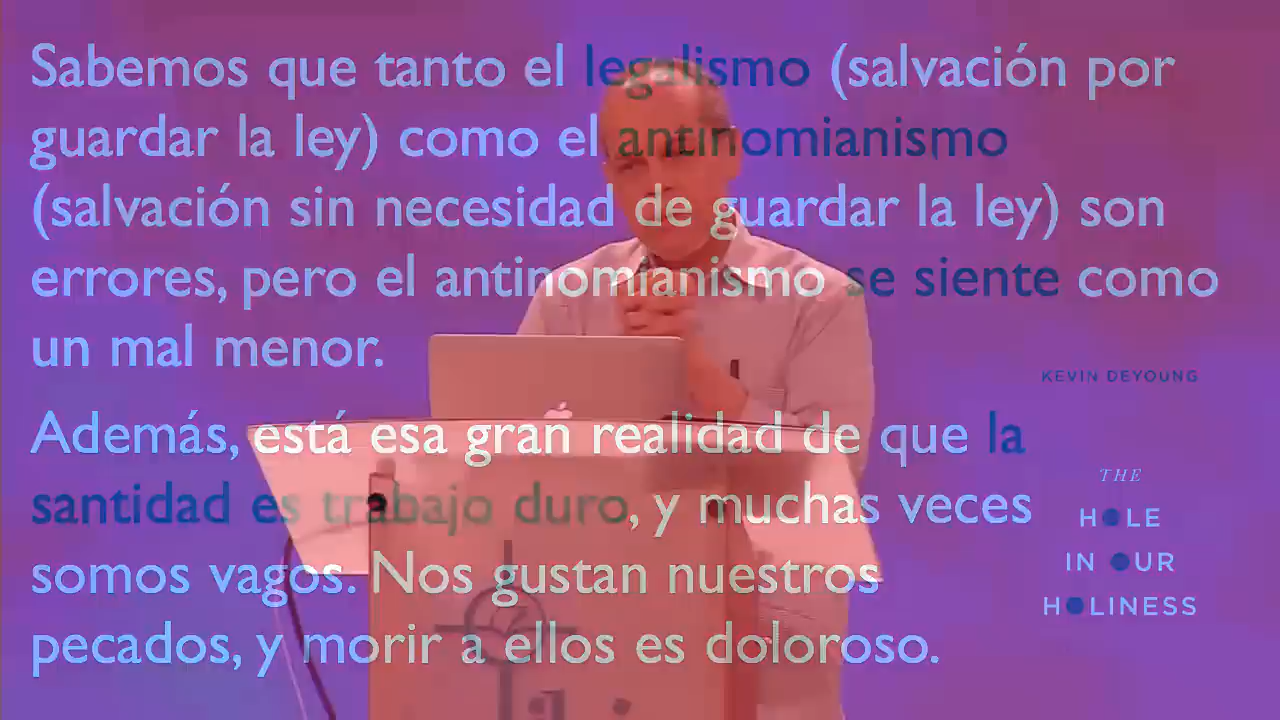 Sabemos que tanto el legalismo (salvación por
guardar la ley) como el antinomianismo
(salvación sin necesidad de guardar la ley) son
errores, pero el antinomianismo se siente como
un mal menor.
Además, está esa gran realidad de que la
santidad es trabajo duro, y muchas veces
somos vagos. Nos gustan nuestros
pecados, y morir a ellos es doloroso.
KEVIN DEYOUNG
THE
HOLE
IN OUR
HOLINESS